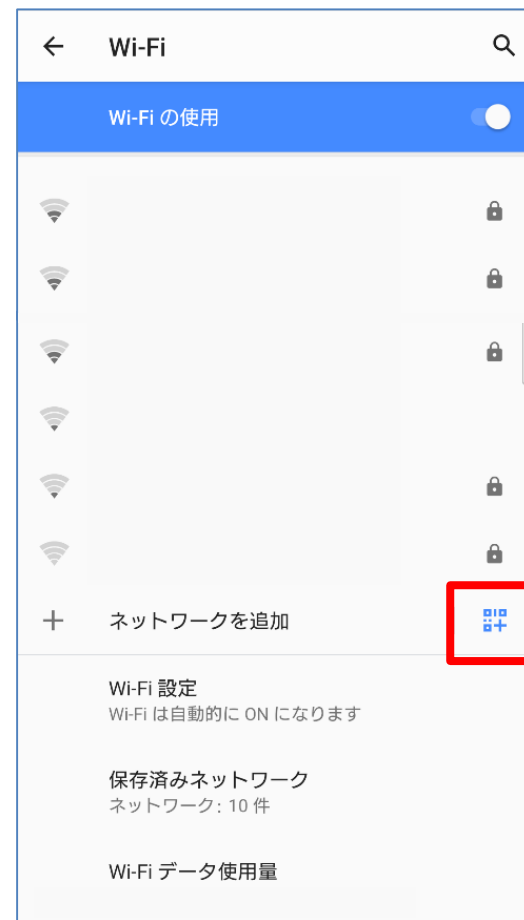 Wi-Fi
Wi-Fi の使用
ネットワークを追加
Wi-Fi 設定
Wi-Fi は自動的に ON になります
保存済みネットワーク
ネットワーク: 10 件
Wi-Fi データ使用量